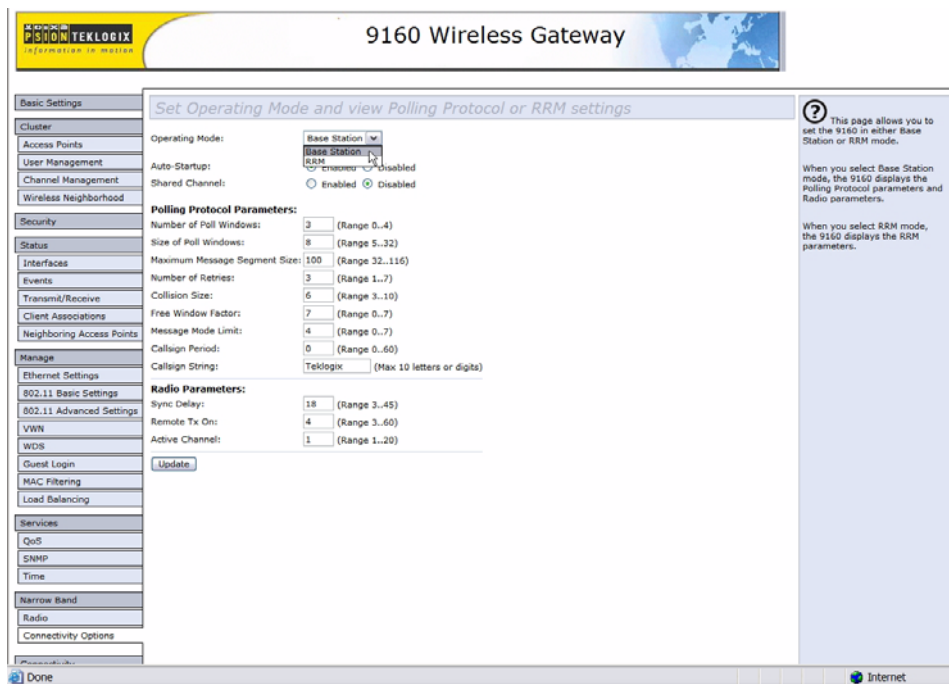 PSION TEKLOGIX
information in motion
9160 Wireless Gateway
Basic Settings
Cluster
Access Points
User Management
Channel Management
Wireless Neighborhood
Security
Status
Interfaces
Events
Transmit/Receive
Client Associations
Neighboring Access Points
Manage
Ethernet Settings
802.11 Basic Settings
802.11 Advanced Settings
VWN
WDS
Guest Login
MAC Filtering
Load Balancing
Services
QoS
SNMP
Time
Narrow Band
Radio
Connectivity Options
Connectivity
Set Operating Mode and view Polling Protocol or RRM settings
Operating Mode: Base Station
Base Station
RRM
Auto-Startup: Enabled Disabled
Shared Channel: Enabled Disabled
Polling Protocol Parameters:
Number of Poll Windows: 3 (Range 0..4)
Size of Poll Windows: 8 (Range 5..32)
Maximum Message Segment Size: 100 (Range 32..116)
Number of Retries: 3 (Range 1..7)
Collision Size: 6 (Range 3..10)
Free Window Factor: 7 (Range 0..7)
Message Mode Limit: 4 (Range 0..7)
Callsign Period: 0 (Range 0..60)
Callsign String: Teklogix (Max 10 letters or digits)
Radio Parameters:
Sync Delay: 18 (Range 3..45)
Remote Tx On: 4 (Range 3..60)
Active Channel: 1 (Range 1..20)
Update
? This page allows you to
set the 9160 in either Base
Station or RRM mode.
When you select Base Station
mode, the 9160 displays the
Polling Protocol parameters and
Radio parameters.
When you select RRM mode,
the 9160 displays the RRM
parameters.
Done
Internet